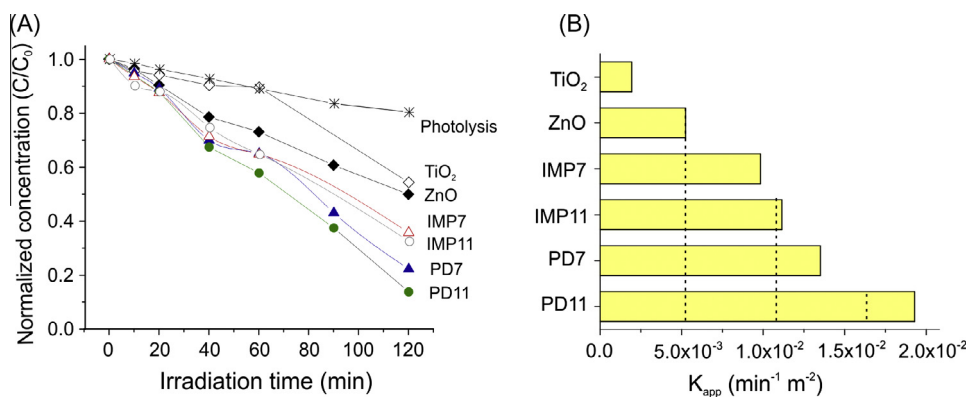 (A)
Normalized concentration (C/C₀)
1.0
0.8
0.6
0.4
0.2
0.0
0
20
40
60
80
100
120
Irradiation time (min)
Photolysis
TiO₂
ZnO
IMP7
IMP11
PD7
PD11
(B)
TiO₂
ZnO
IMP7
IMP11
PD7
PD11
0.0
5.0x10⁻³
1.0x10⁻²
1.5x10⁻²
2.0x10⁻²
K_app (min⁻¹ m⁻²)